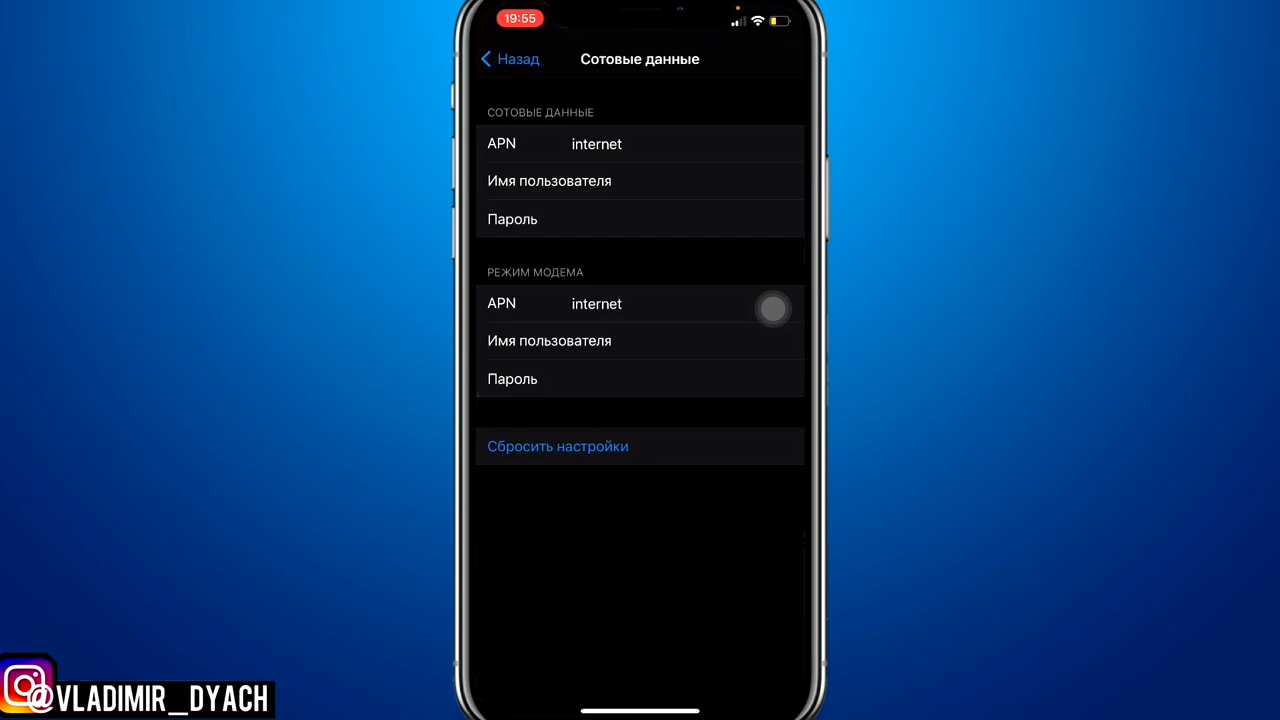 19:55
Назад
Сотовые данные
СОТОВЫЕ ДАННЫЕ
APN internet
Имя пользователя
Пароль
РЕЖИМ МОДЕМА
APN internet
Имя пользователя
Пароль
Сбросить настройки
@VLADIMIR_DYACH